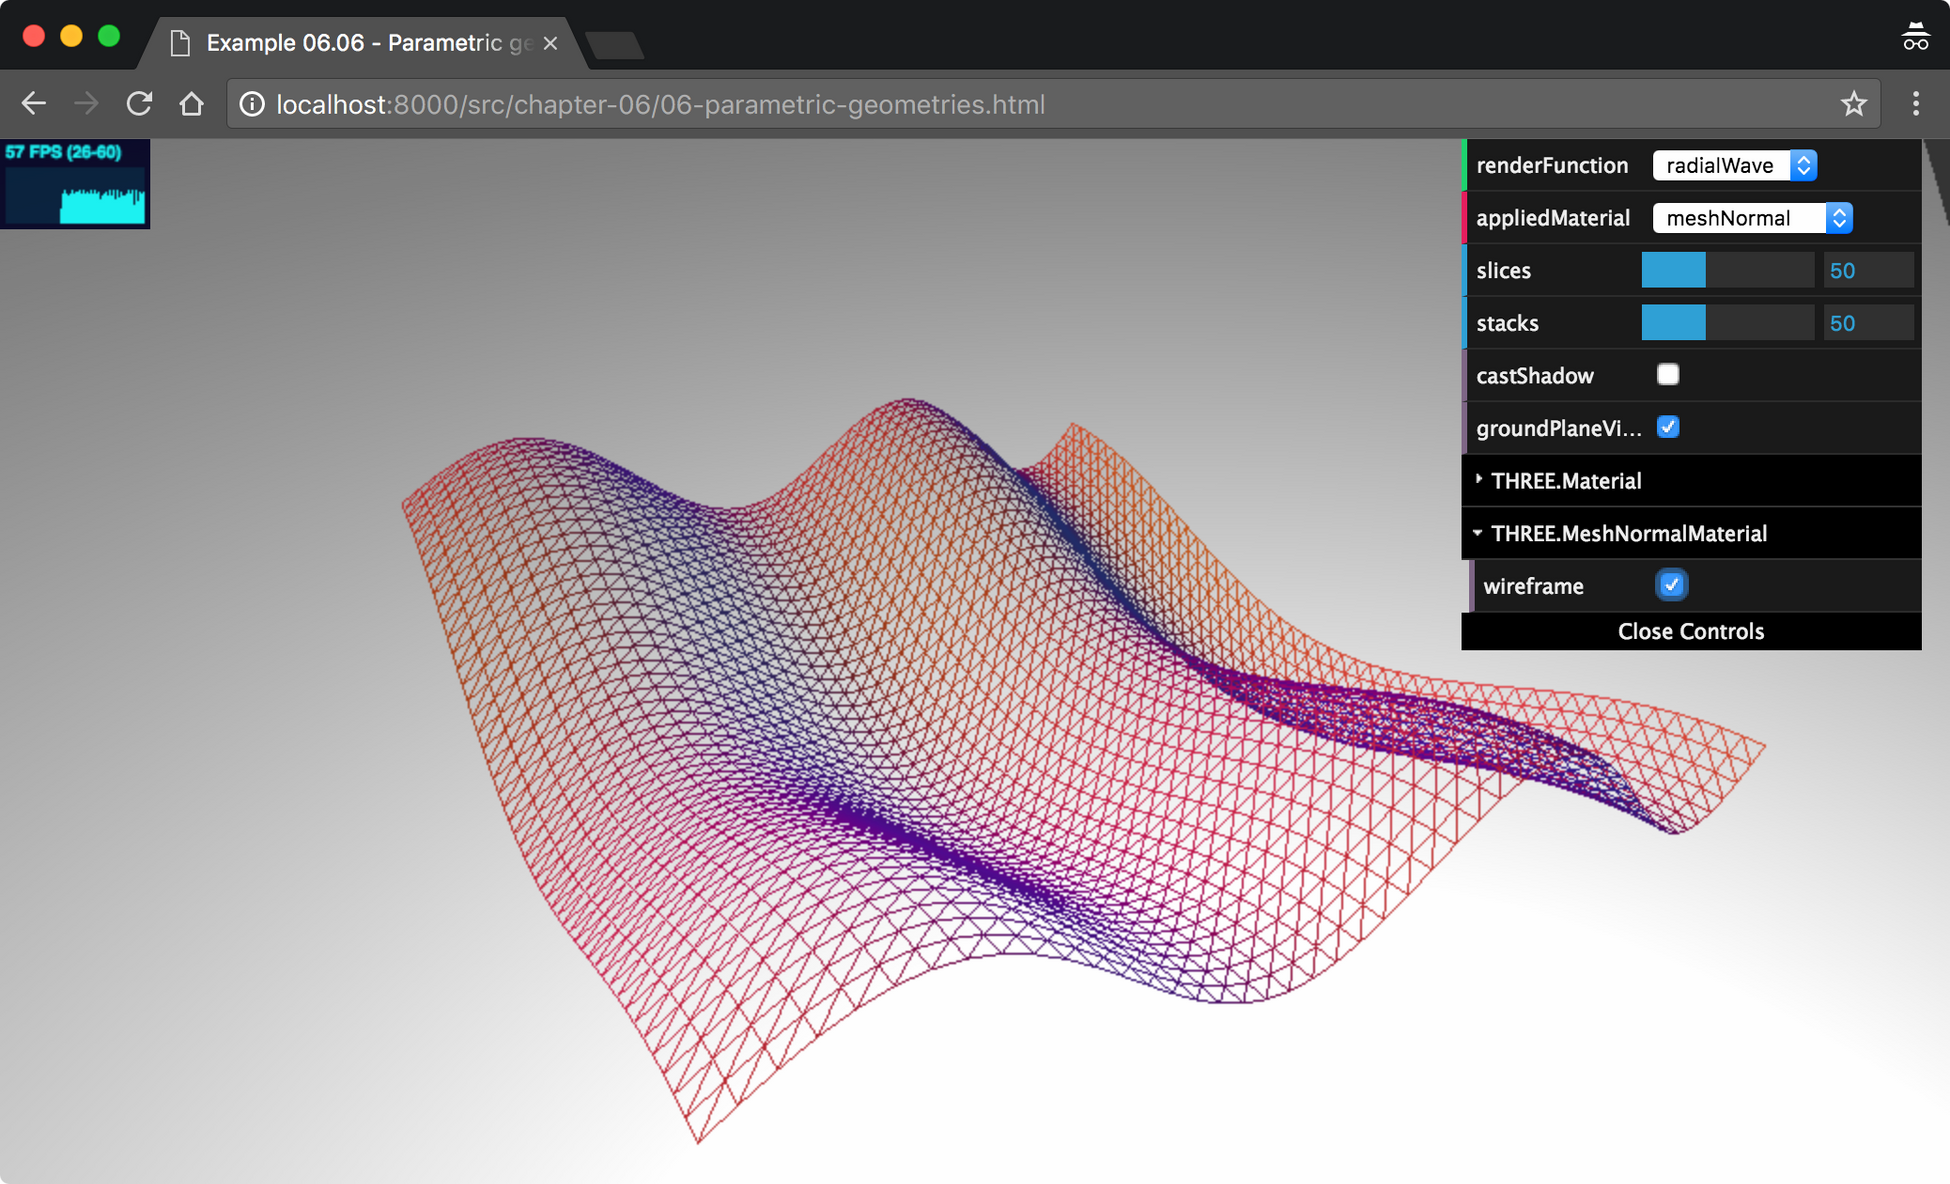 Example 06.06 - Parametric ge
localhost:8000/src/chapter-06/06-parametric-geometries.html
57 FPS (26-60)
renderFunction radialWave
appliedMaterial meshNormal
slices 50
stacks 50
castShadow
groundPlaneVi...
THREE.Material
THREE.MeshNormalMaterial
wireframe
Close Controls